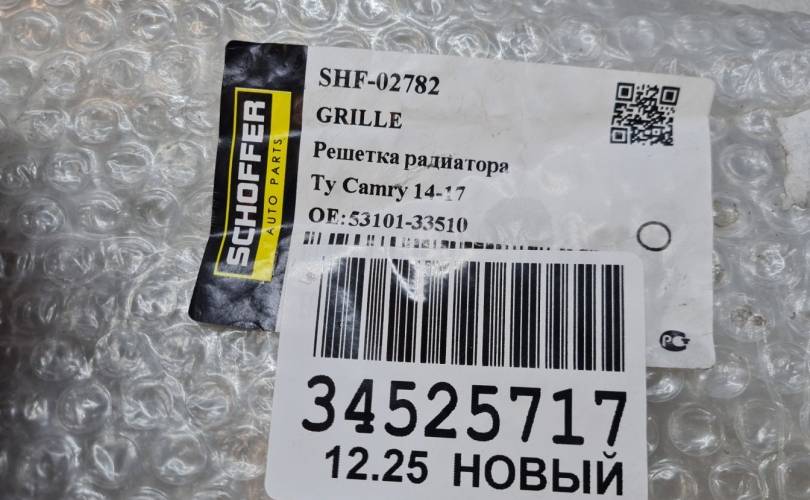 SCHOFFER
AUTO PARTS
SHF-02782
GRILLE
Решетка радиатора
Ty Camry 14-17
OE:53101-33510
34525717
12.25 НОВЫЙ